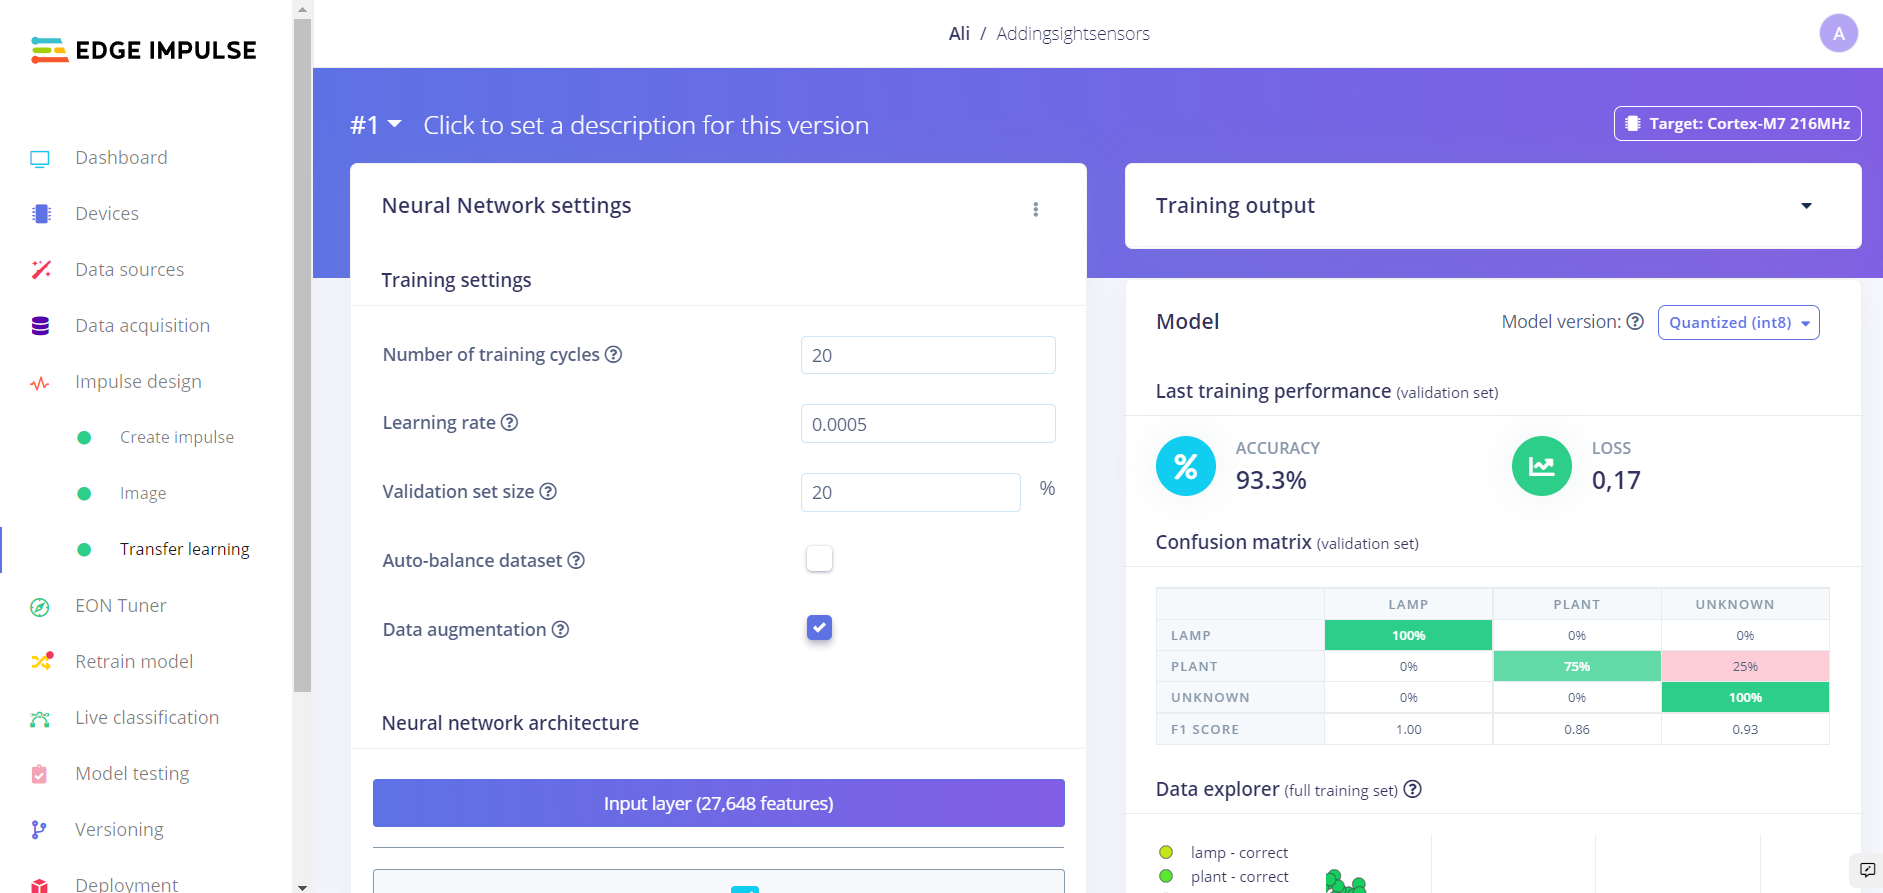 EDGE IMPULSE
Dashboard
Devices
Data sources
Data acquisition
Impulse design
Create impulse
Image
Transfer learning
EON Tuner
Retrain model
Live classification
Model testing
Versioning
Deployment
Ali / Addingsightsensors
A
#1 Click to set a description for this version
Target: Cortex-M7 216MHz
Neural Network settings
Training settings
Number of training cycles ? 20
Learning rate ? 0.0005
Validation set size ? 20 %
Auto-balance dataset ?
Data augmentation ?
Neural network architecture
Input layer (27,648 features)
Training output
Model
Model version: ? Quantized (int8)
Last training performance (validation set)
% ACCURACY
93.3%
LOSS
0,17
Confusion matrix (validation set)
LAMP PLANT UNKNOWN
LAMP 100% 0% 0%
PLANT 0% 75% 25%
UNKNOWN 0% 0% 100%
F1 SCORE 1.00 0.86 0.93
Data explorer (full training set) ?
lamp - correct
plant - correct